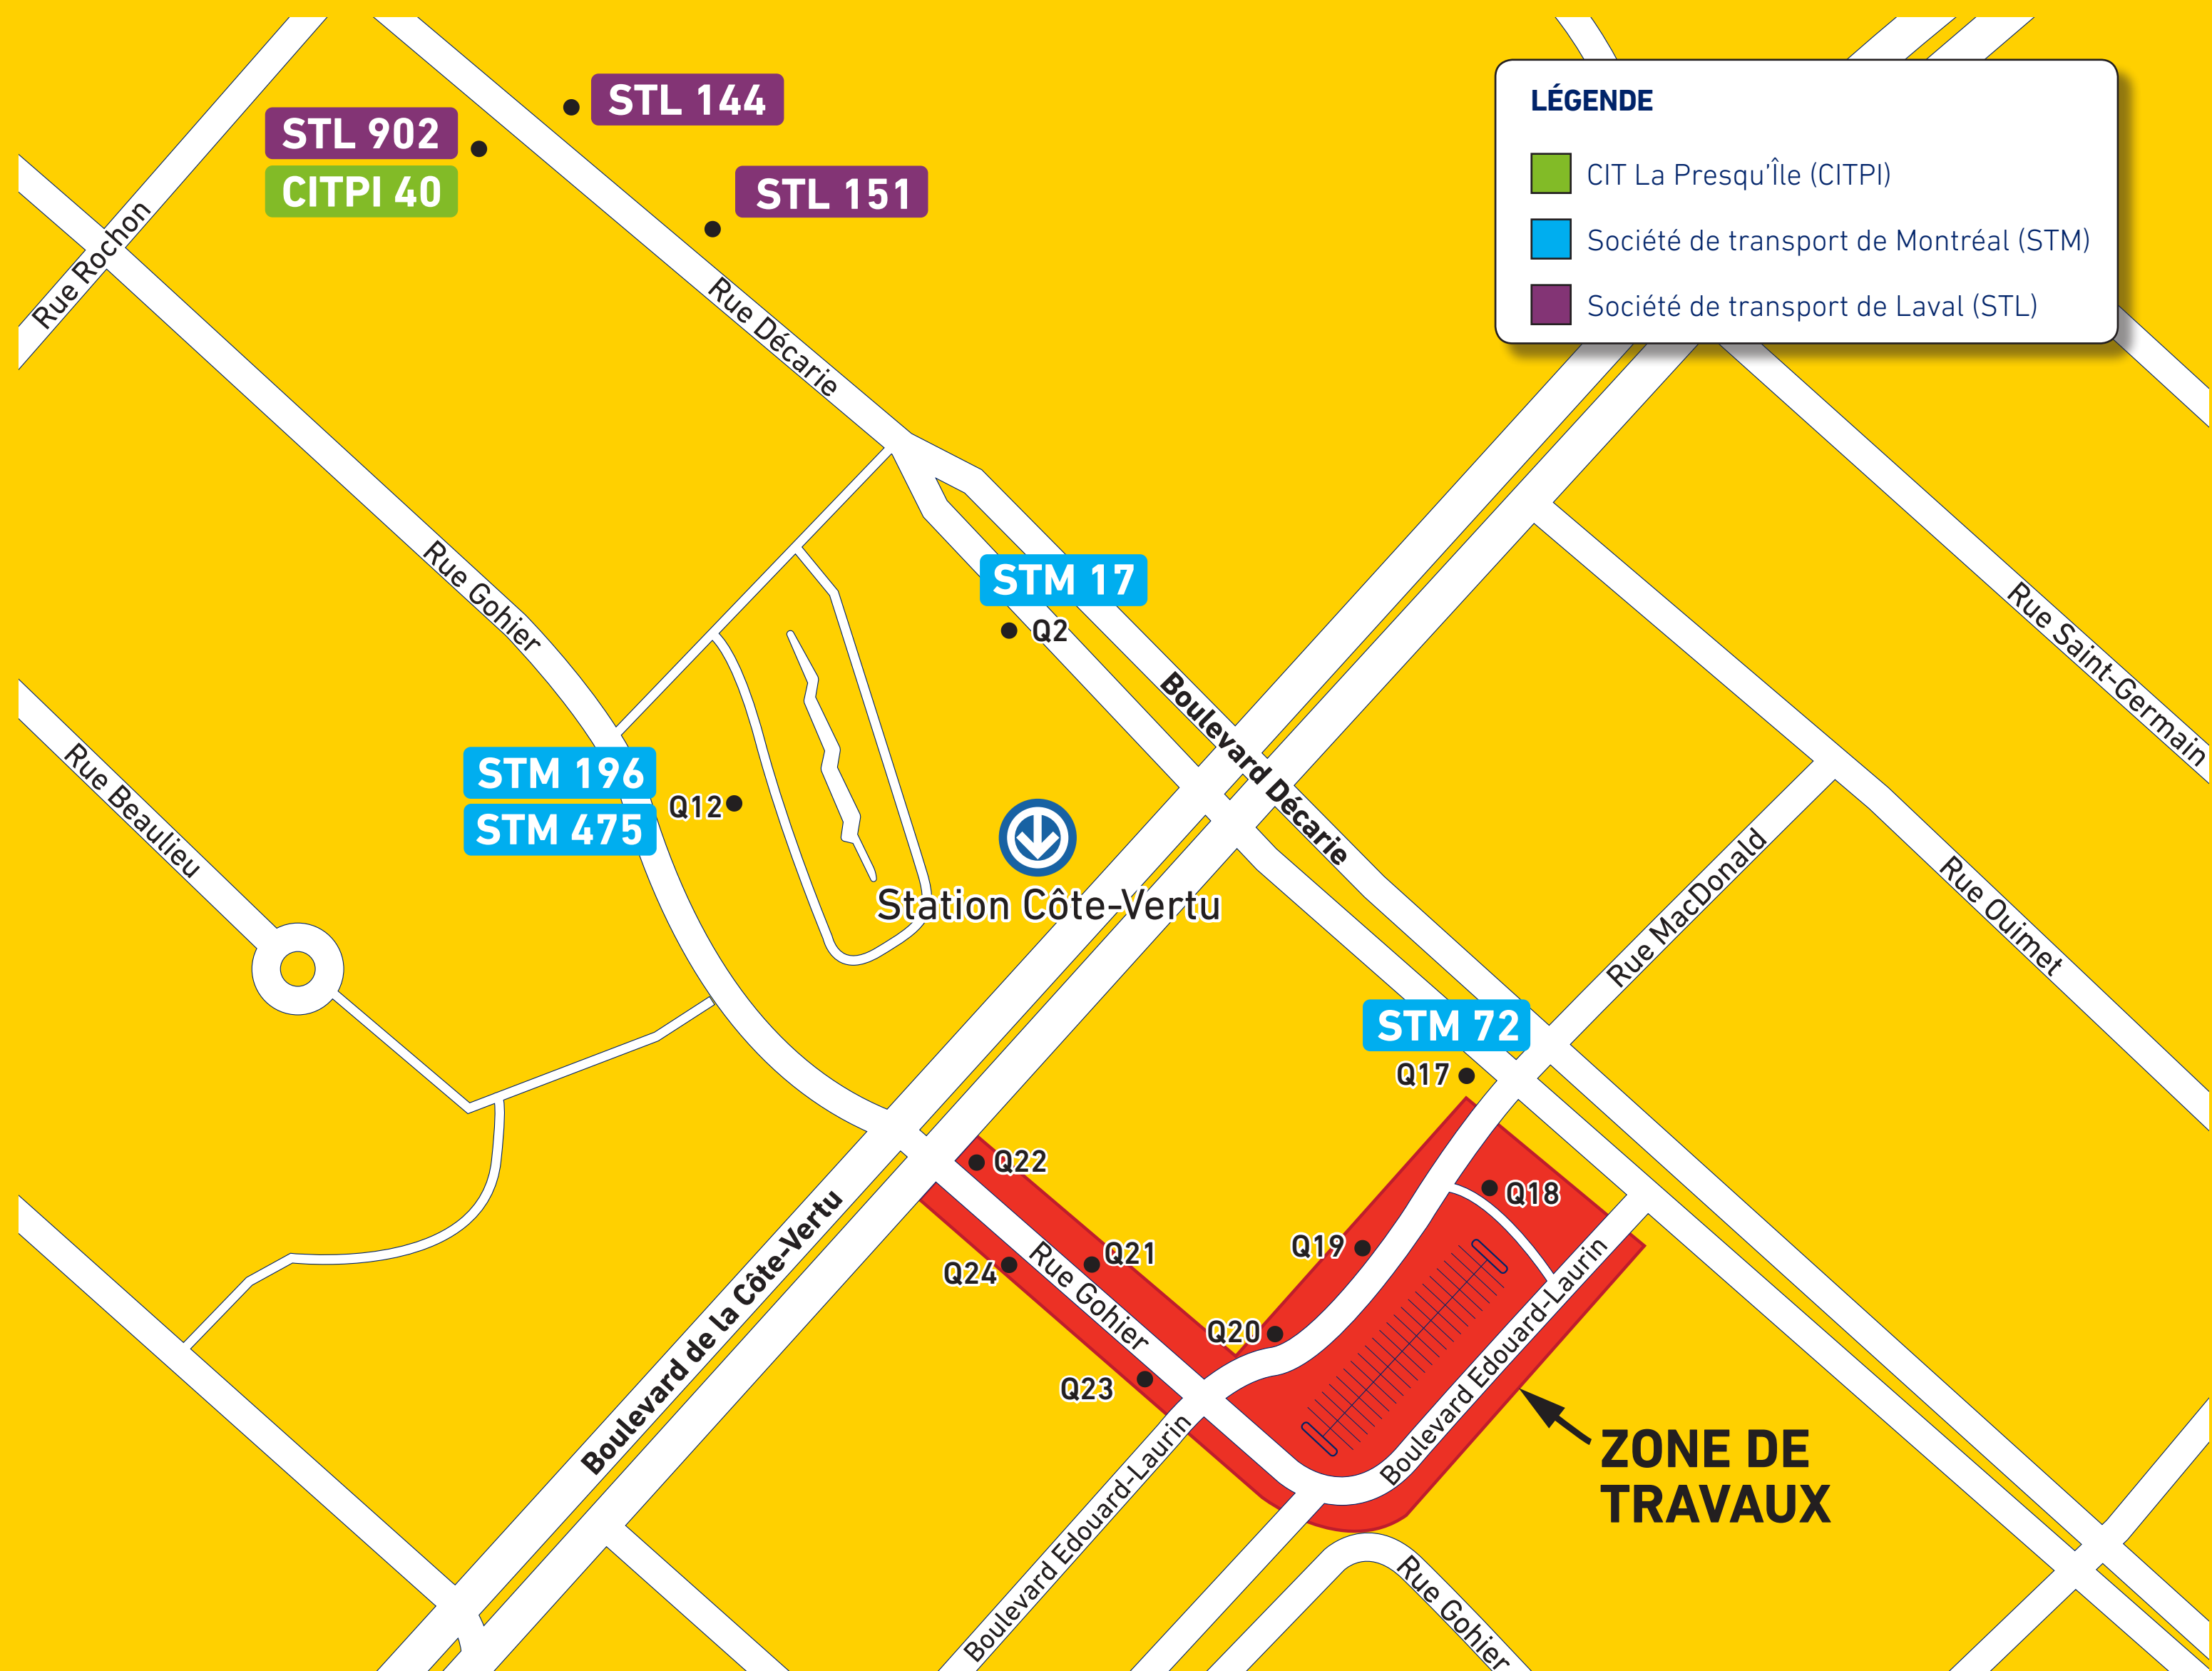 STL 144
STL 902
CITPI 40
STL 151
LÉGENDE
CIT La Presqu'Île (CITPI)
Société de transport de Montréal (STM)
Société de transport de Laval (STL)
Rue Rochon
Rue Décarie
Rue Gohier
STM 17
Q2
Rue Saint-Germain
Boulevard Décarie
Rue Beaulieu
STM 196
STM 475
Q12
Station Côte-Vertu
Rue MacDonald
Rue Ouimet
STM 72
Q17
Q22
Q18
Q21
Q24
Q19
Rue Gohier
Boulevard de la Côte-Vertu
Q20
Q23
Boulevard Edouard-Laurin
Boulevard Edouard-Laurin
ZONE DE
TRAVAUX
Rue Gohier